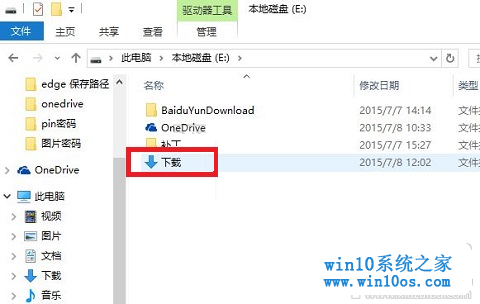 驱动器工具
本地磁盘 (E:)
文件
主页
共享
查看
管理
此电脑
本地磁盘 (E:)
名称
修改日期
类型
edge 保存路径
onedrive
pin密码
图片密码
OneDrive
此电脑
视频
图片
文档
下载
音乐
BaiduYunDownload
2015/7/7 14:14
文件
OneDrive
2015/7/8 10:33
文件
补丁
2015/7/7 15:27
文件
下载
2015/7/8 12:02
文件
win10系统之家
www.win10os.com